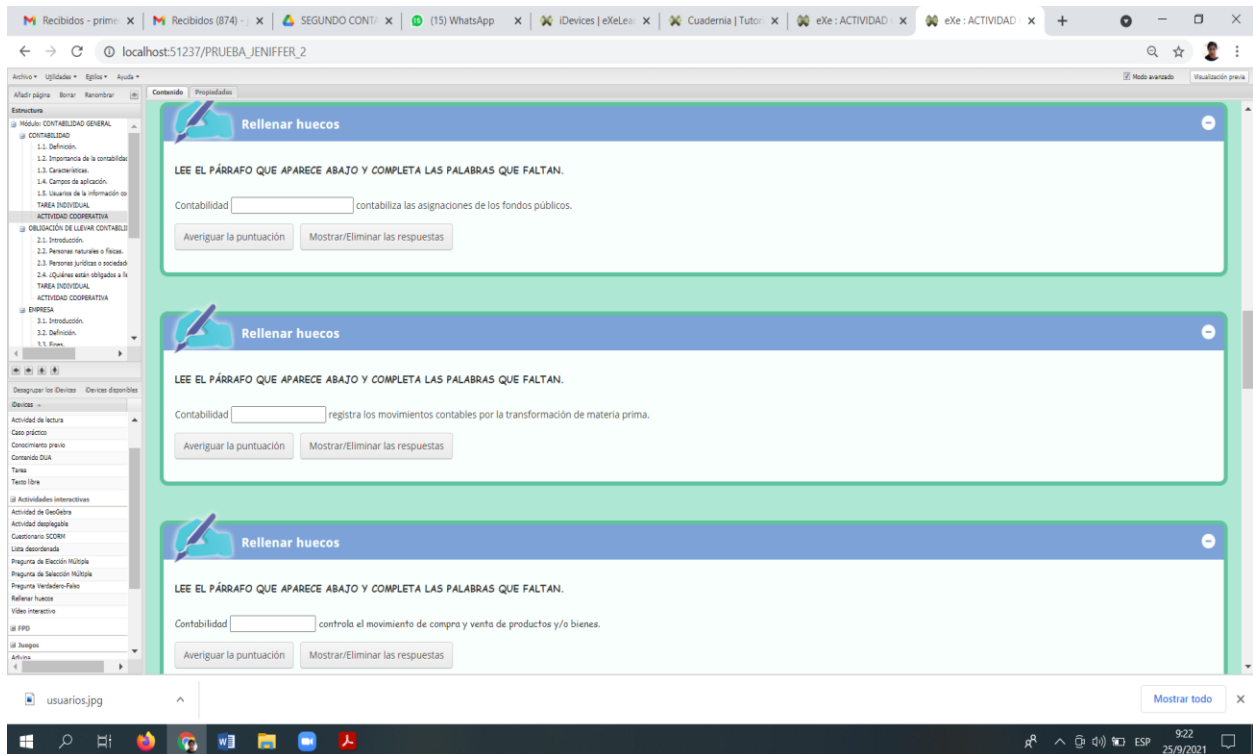 Recibidos - prime
Recibidos (874) - j
SEGUNDO CONTA
(15) WhatsApp
iDevices | eXeLea
Cuadernia | Tutori
eXe : ACTIVIDAD
eXe : ACTIVIDAD
localhost:51237/PRUEBA_JENIFFER_2
Archivo Utilidades Estilos Ayuda
Modo avanzado
Visualización previa
Añadir página Borrar Renombrar
Contenido Propiedades
Estructura
Módulo: CONTABILIDAD GENERAL
CONTABILIDAD
1.1. Definición.
1.2. Importancia de la contabilidad
1.3. Características.
1.4. Campos de aplicación.
1.5. Usuarios de la información co
TAREA INDIVIDUAL
ACTIVIDAD COOPERATIVA
OBLIGACIÓN DE LLEVAR CONTABILI
2.1. Introducción.
2.2. Personas naturales o físicas.
2.3. Personas jurídicas o sociedad
2.4. ¿Quiénes están obligados a lle
TAREA INDIVIDUAL
ACTIVIDAD COOPERATIVA
EMPRESA
3.1. Introducción.
3.2. Definición.
3.3. Fines.
Desagrupar los iDevices iDevices disponibles
iDevices
Actividad de lectura
Caso práctico
Conocimiento previo
Contenido DUA
Tarea
Texto libre
Actividades interactivas
Actividad de GeoGebra
Actividad desplegable
Cuestionario SCORM
Lista desordenada
Pregunta de Elección Múltiple
Pregunta de Selección Múltiple
Pregunta Verdadero-Falso
Rellenar huecos
Vídeo interactivo
FPD
Juegos
Adivina
Rellenar huecos
LEE EL PÁRRAFO QUE APARECE ABAJO Y COMPLETA LAS PALABRAS QUE FALTAN.
Contabilidad contabiliza las asignaciones de los fondos públicos.
Averiguar la puntuación Mostrar/Eliminar las respuestas
Rellenar huecos
LEE EL PÁRRAFO QUE APARECE ABAJO Y COMPLETA LAS PALABRAS QUE FALTAN.
Contabilidad registra los movimientos contables por la transformación de materia prima.
Averiguar la puntuación Mostrar/Eliminar las respuestas
Rellenar huecos
LEE EL PÁRRAFO QUE APARECE ABAJO Y COMPLETA LAS PALABRAS QUE FALTAN.
Contabilidad controla el movimiento de compra y venta de productos y/o bienes.
Averiguar la puntuación Mostrar/Eliminar las respuestas
usuarios.jpg
Mostrar todo
ESP
9:22
25/9/2021